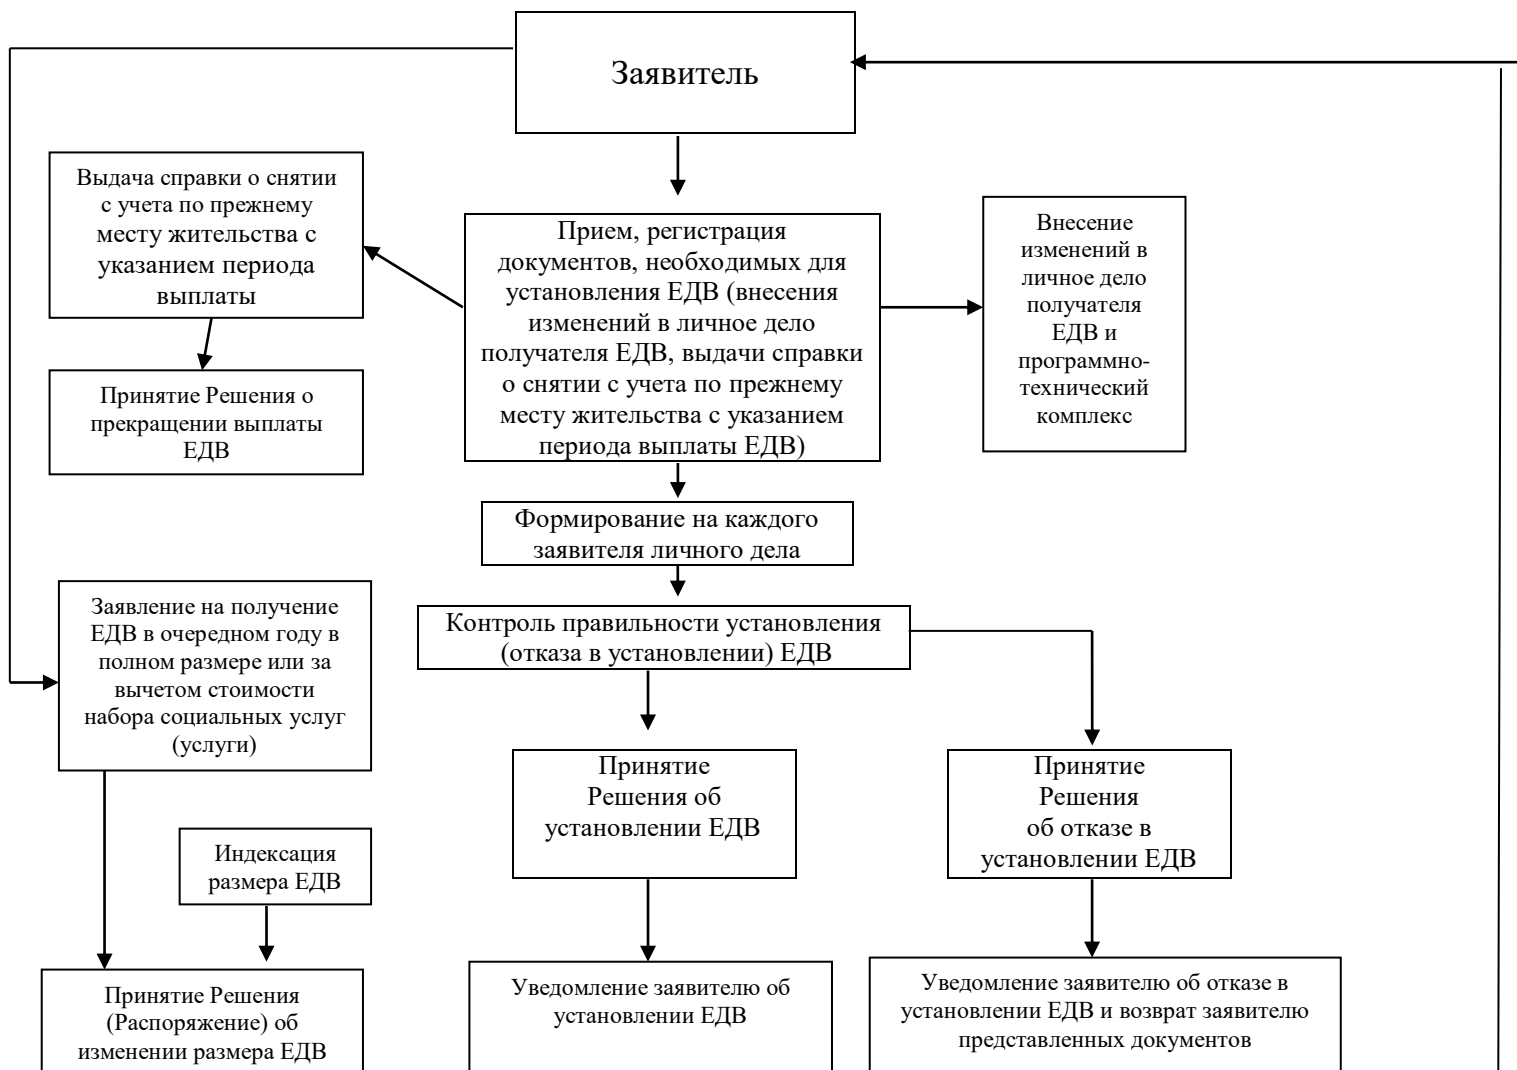 Заявитель
Выдача справки о снятии
с учета по прежнему
месту жительства с
указанием периода
выплаты
Прием, регистрация
документов, необходимых для
установления ЕДВ (внесения
изменений в личное дело
получателя ЕДВ, выдачи справки
о снятии с учета по прежнему
месту жительства с указанием
периода выплаты ЕДВ)
Внесение
изменений в
личное дело
получателя
ЕДВ и
программно-
технический
комплекс
Принятие Решения о
прекращении выплаты
ЕДВ
Формирование на каждого
заявителя личного дела
Заявление на получение
ЕДВ в очередном году в
полном размере или за
вычетом стоимости
набора социальных услуг
(услуги)
Контроль правильности установления
(отказа в установлении) ЕДВ
Принятие
Решения об
установлении ЕДВ
Принятие
Решения
об отказе в
установлении ЕДВ
Индексация
размера ЕДВ
Принятие Решения
(Распоряжение) об
изменении размера ЕДВ
Уведомление заявителю об
установлении ЕДВ
Уведомление заявителю об отказе в
установлении ЕДВ и возврат заявителю
представленных документов